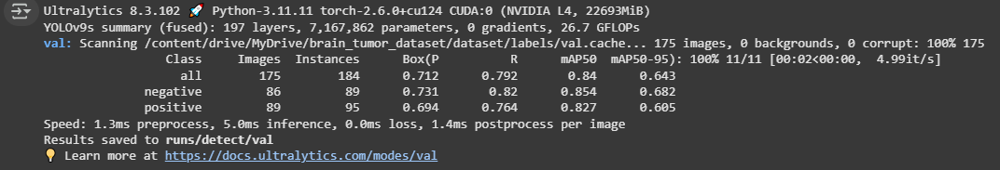 Ultralytics 8.3.102 🚀 Python-3.11.11 torch-2.6.0+cu124 CUDA:0 (NVIDIA L4, 22693MiB)
YOLOv9s summary (fused): 197 layers, 7,167,862 parameters, 0 gradients, 26.7 GFLOPs
val: Scanning /content/drive/MyDrive/brain_tumor_dataset/dataset/labels/val.cache... 175 images, 0 backgrounds, 0 corrupt: 100% 175
Class Images Instances Box(P R mAP50 mAP50-95): 100% 11/11 [00:02<00:00, 4.99it/s]
all 175 184 0.712 0.792 0.84 0.643
negative 86 89 0.731 0.82 0.854 0.682
positive 89 95 0.694 0.764 0.827 0.605
Speed: 1.3ms preprocess, 5.0ms inference, 0.0ms loss, 1.4ms postprocess per image
Results saved to runs/detect/val
💡 Learn more at https://docs.ultralytics.com/modes/val